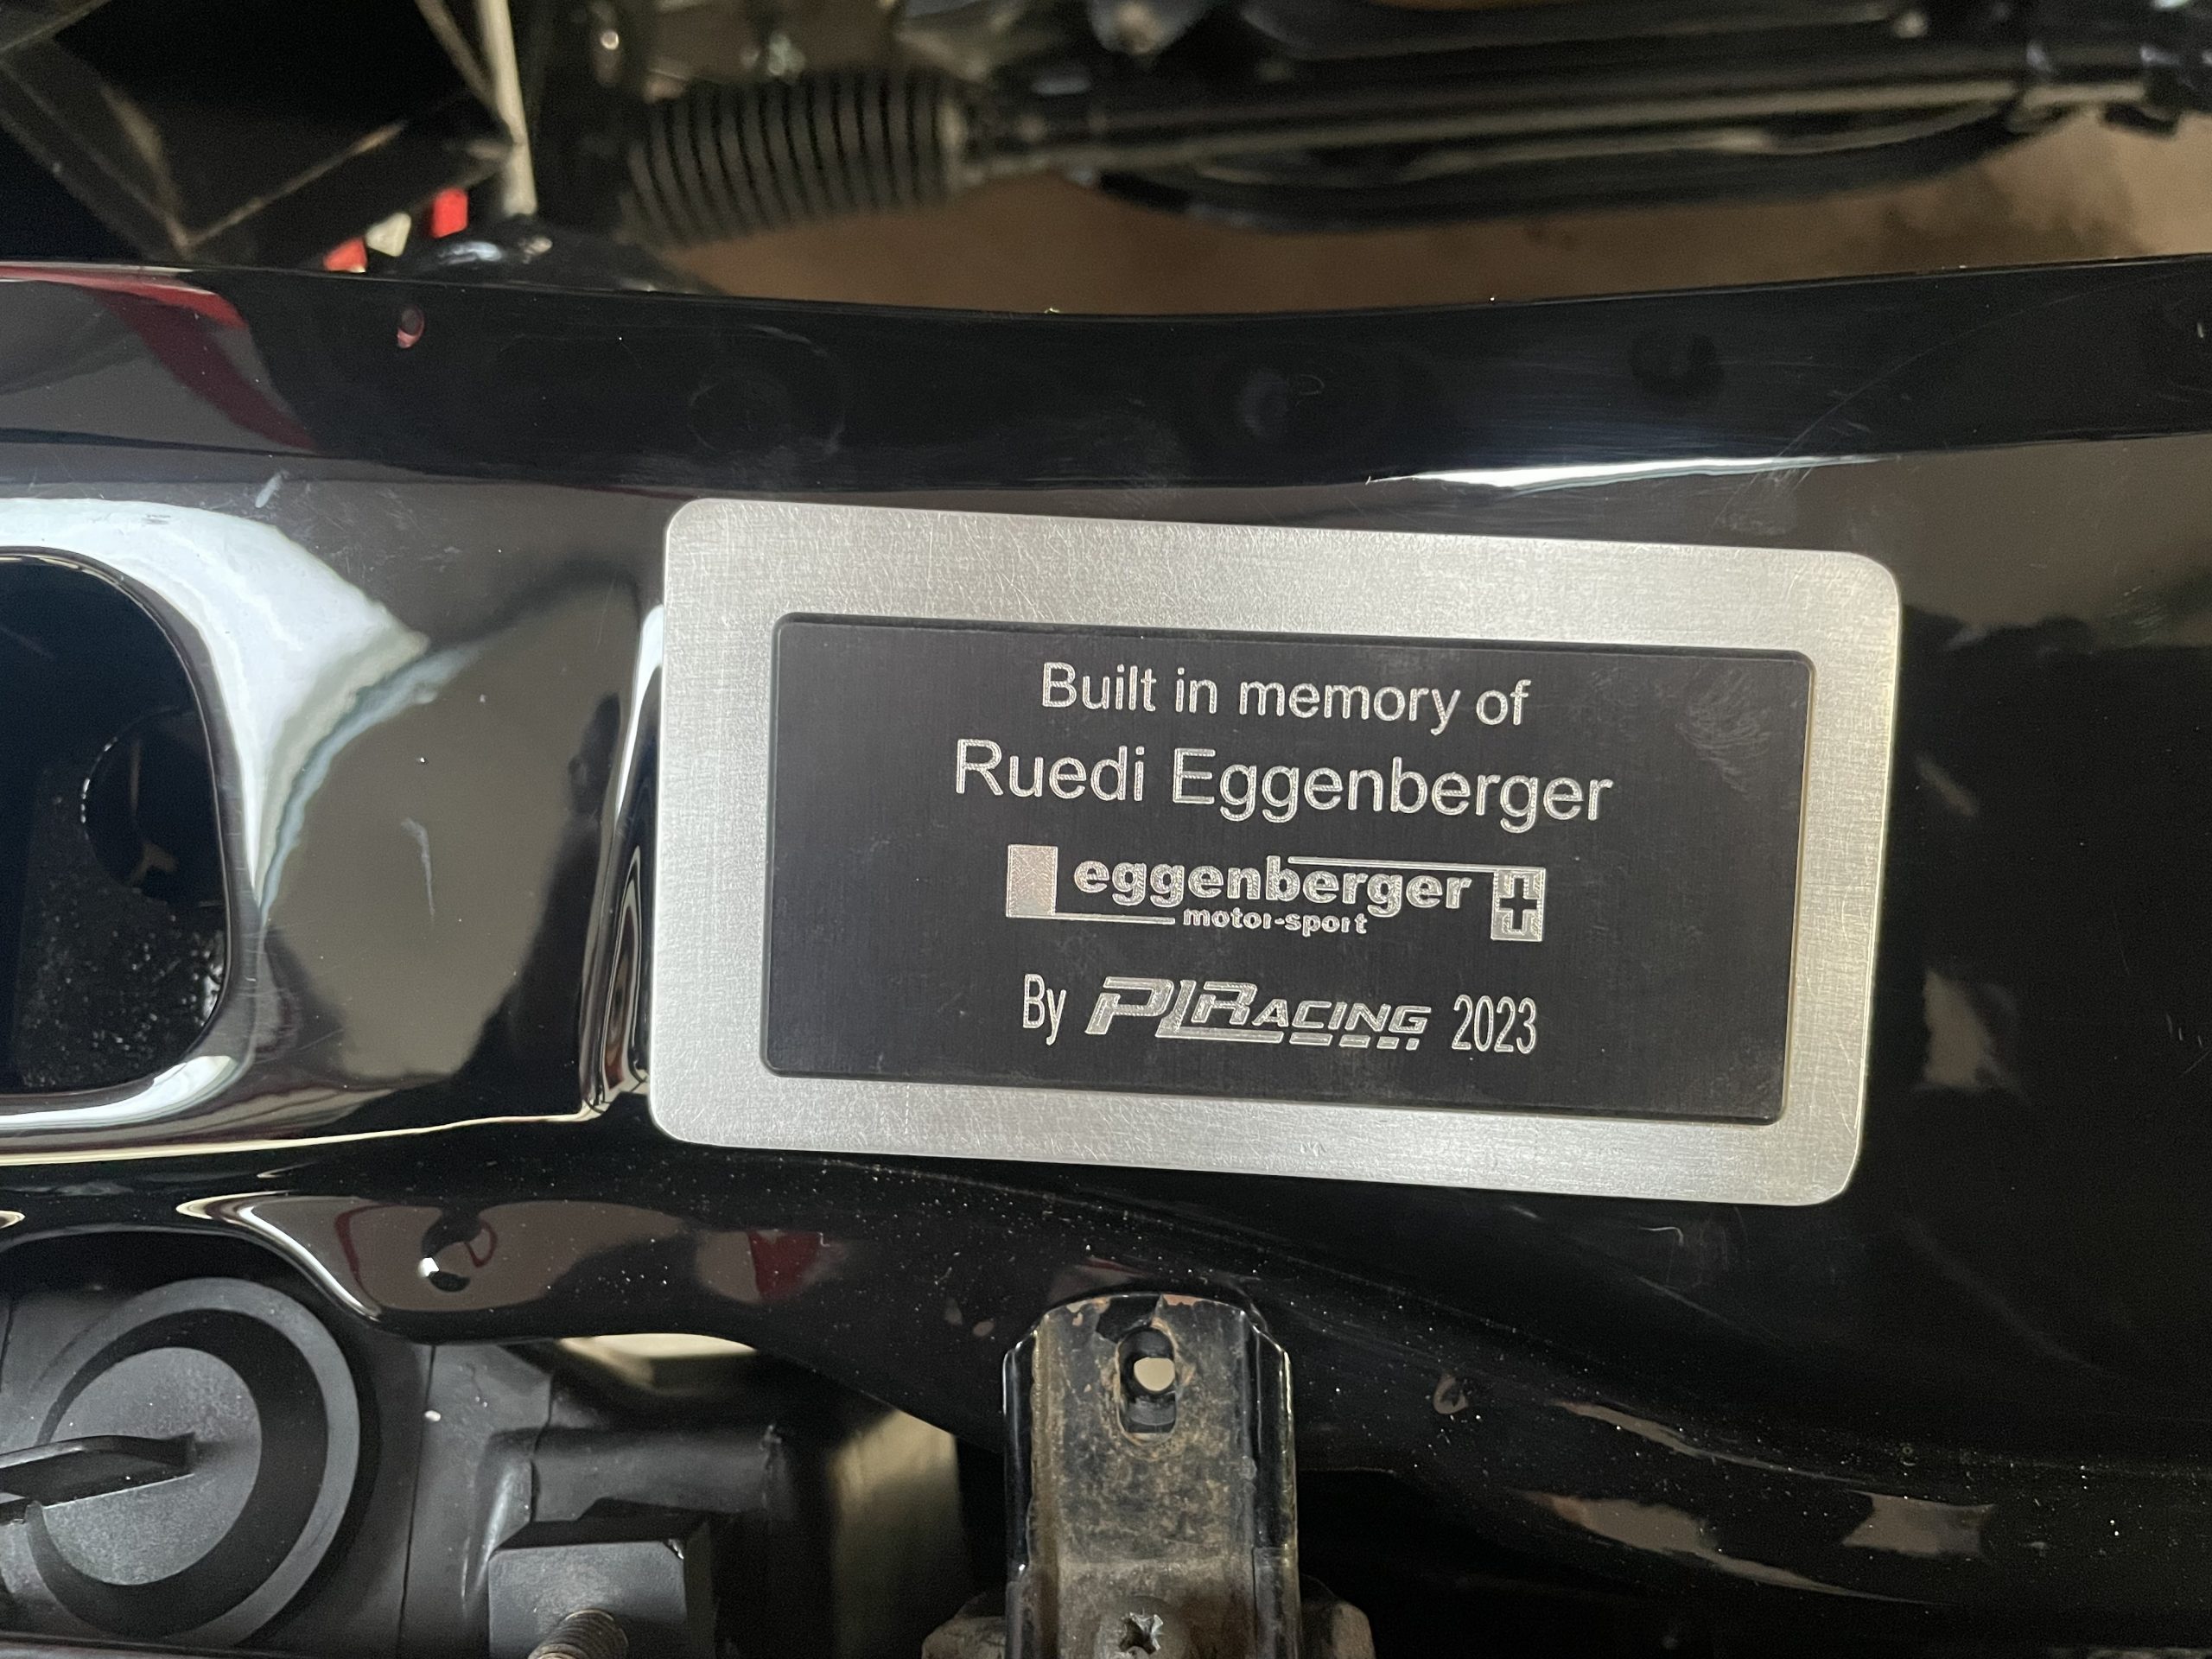 Built in memory of
Ruedi Eggenberger
eggenberger
motor-sport
By PLRACING 2023